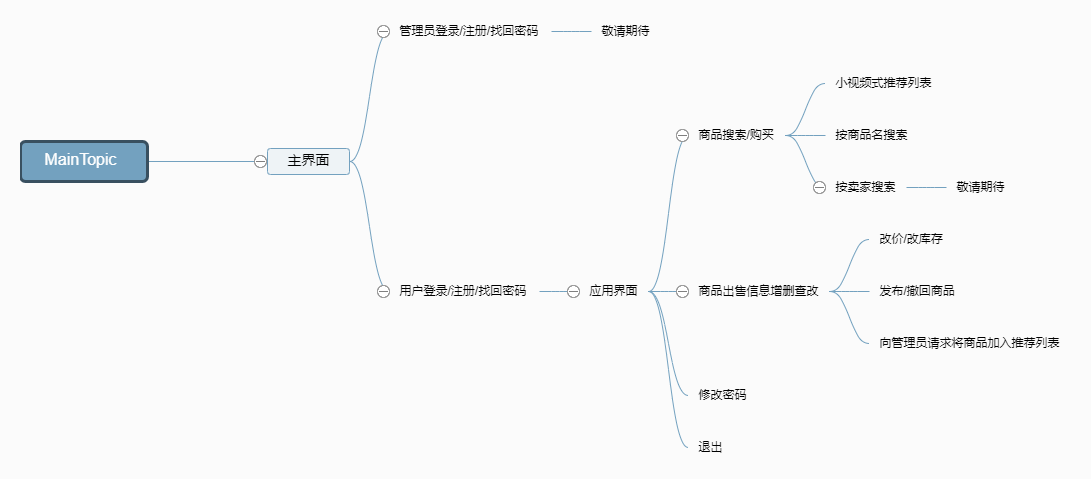 MainTopic
主界面
管理员登录/注册/找回密码
敬请期待
用户登录/注册/找回密码
应用界面
商品搜索/购买
小视频式推荐列表
按商品名搜索
按卖家搜索
敬请期待
商品出售信息增删查改
改价/改库存
发布/撤回商品
向管理员请求将商品加入推荐列表
修改密码
退出